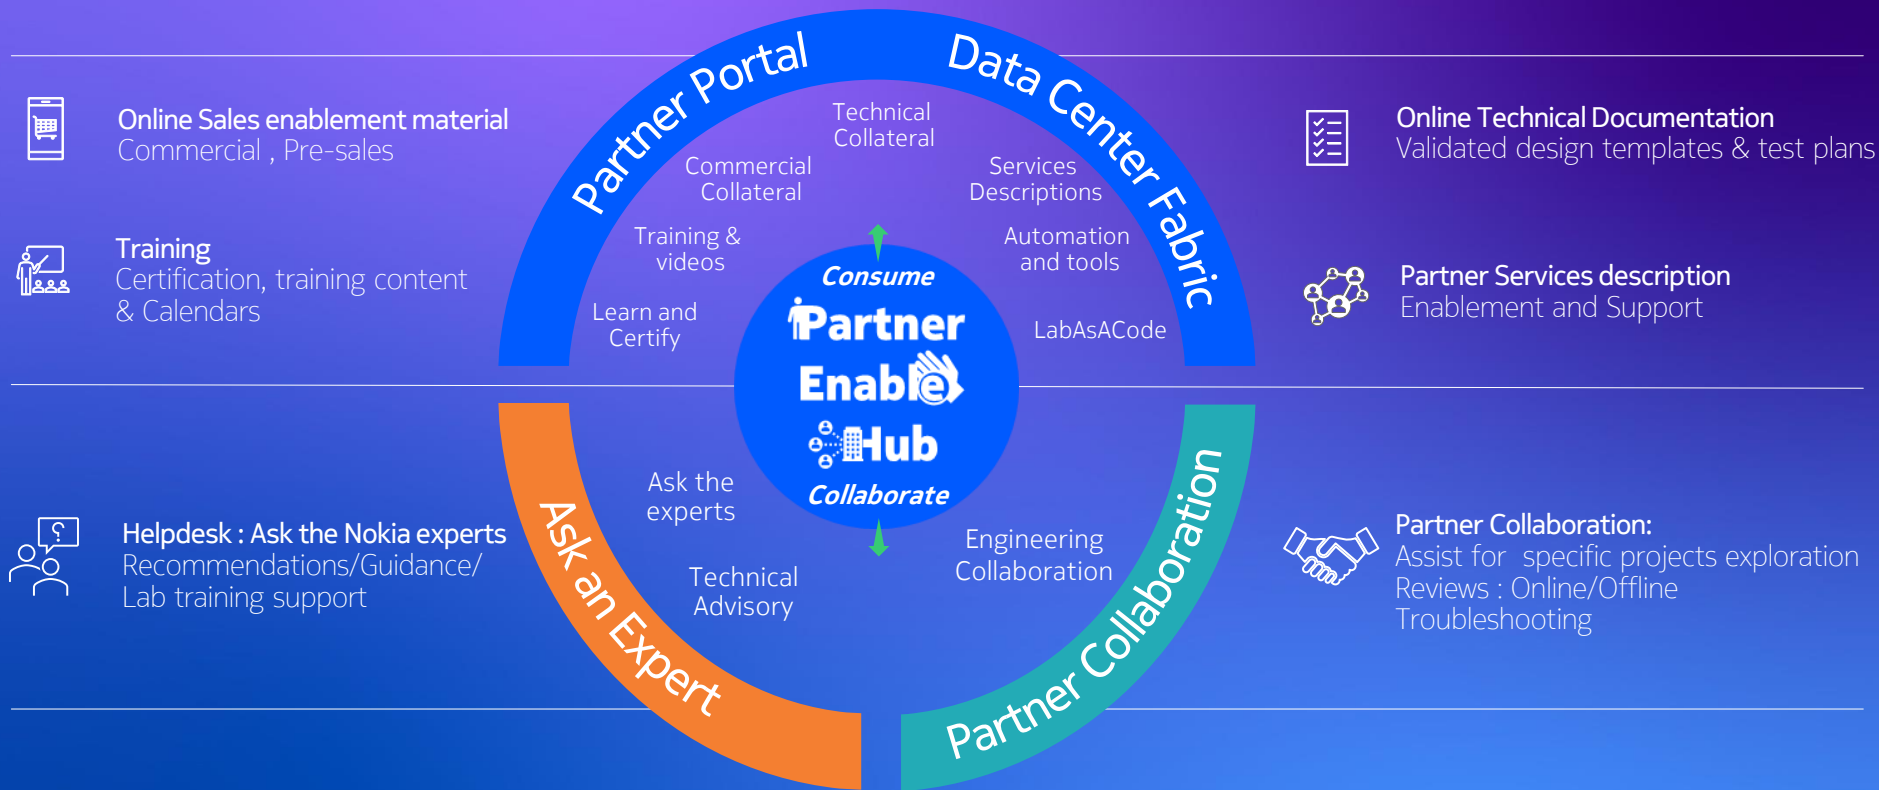 Partner Portal
Data Center Fabric
Online Sales enablement material
Commercial , Pre-sales
Training
Certification, training content
& Calendars
Technical
Collateral
Commercial
Collateral
Services
Descriptions
Training &
videos
Automation
and tools
Learn and
Certify
LabAsACode
Online Technical Documentation
Validated design templates & test plans
Partner Services description
Enablement and Support
Consume
Partner
Enable
Hub
Collaborate
Helpdesk : Ask the Nokia experts
Recommendations/Guidance/
Lab training support
?
Ask an Expert
Ask the
experts
Technical
Advisory
Engineering
Collaboration
Partner Collaboration
Partner Collaboration:
Assist for  specific projects exploration
Reviews : Online/Offline
Troubleshooting